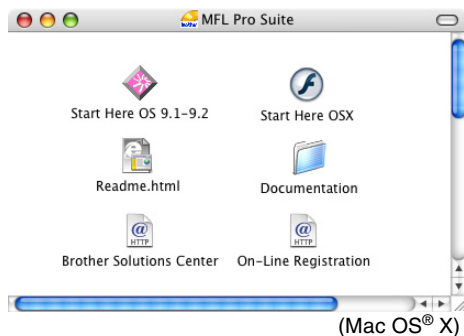 MFL Pro Suite
Start Here OS 9.1-9.2
Start Here OSX
Readme.html
Documentation
@
HTTP
@
HTTP
Brother Solutions Center
On-Line Registration
(Mac OS® X)